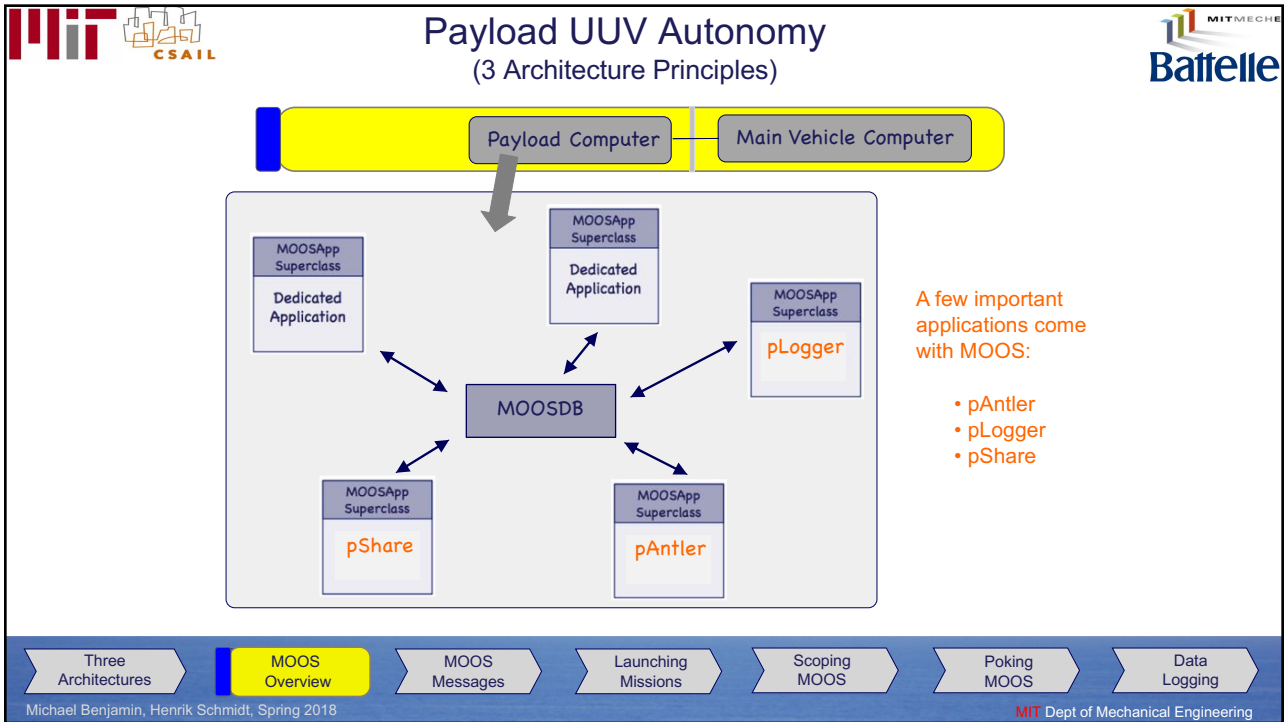 MIT
CSAIL
Payload UUV Autonomy
(3 Architecture Principles)
MITMECHE
Battelle
Payload Computer
Main Vehicle Computer
MOOSApp
Superclass
Dedicated
Application
MOOSApp
Superclass
Dedicated
Application
MOOSApp
Superclass
pLogger
MOOSDB
MOOSApp
Superclass
pShare
MOOSApp
Superclass
pAntler
A few important
applications come
with MOOS:
• pAntler
• pLogger
• pShare
Three
Architectures
MOOS
Overview
MOOS
Messages
Launching
Missions
Scoping
MOOS
Poking
MOOS
Data
Logging
Michael Benjamin, Henrik Schmidt, Spring 2018
MIT Dept of Mechanical Engineering